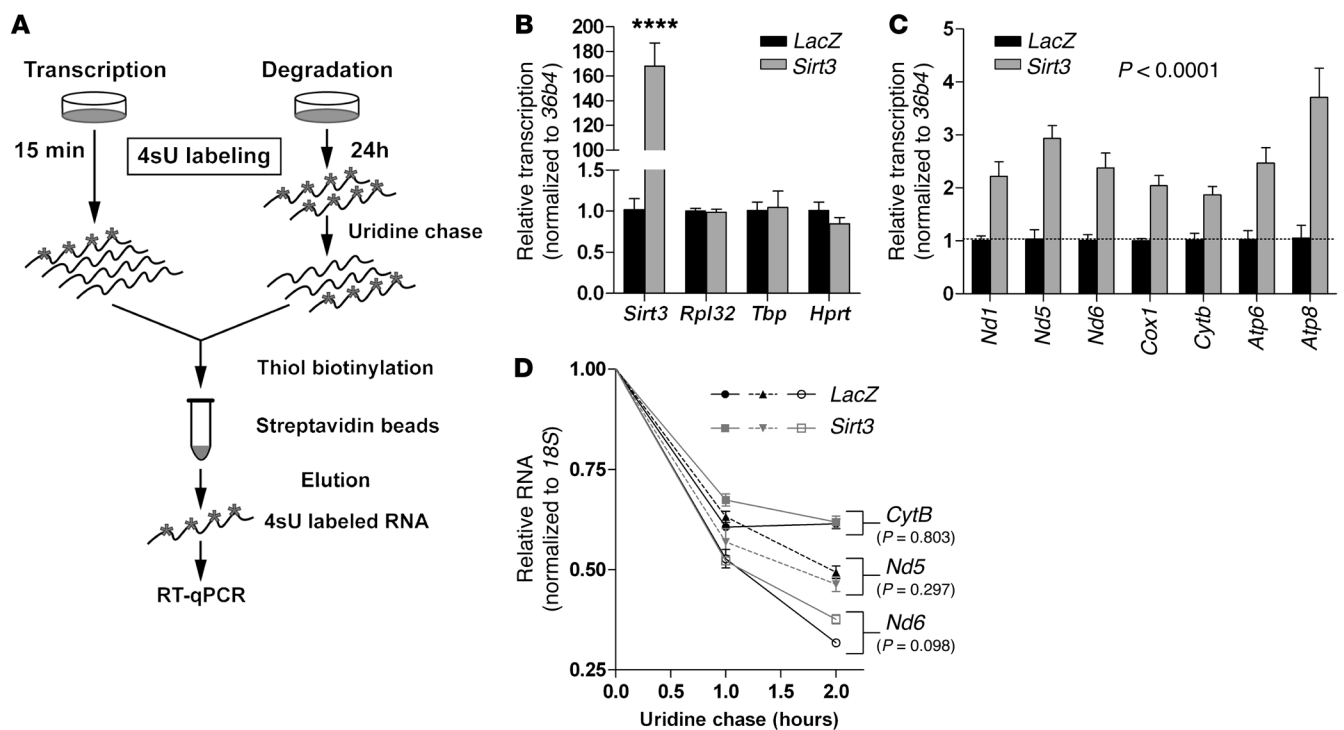 A
Transcription
Degradation
15 min
4sU labeling
24h
Uridine chase
Thiol biotinylation
Streptavidin beads
Elution
4sU labeled RNA
RT-qPCR
B
Relative transcription
(normalized to 36b4)
200
180
160
140
120
100
1.5
1.0
0.5
0.0
****
LacZ
Sirt3
Sirt3 Rpl32 Tbp Hprt
C
Relative transcription
(normalized to 36b4)
5
4
3
2
1
0
LacZ
Sirt3
P < 0.0001
Nd1
Nd5
Nd6
Cox1
Cytb
Atp6
Atp8
D
Relative RNA
(normalized to 18S)
1.00
0.75
0.50
0.25
LacZ
Sirt3
CytB
(P = 0.803)
Nd5
(P = 0.297)
Nd6
(P = 0.098)
0.0 0.5 1.0 1.5 2.0
Uridine chase (hours)